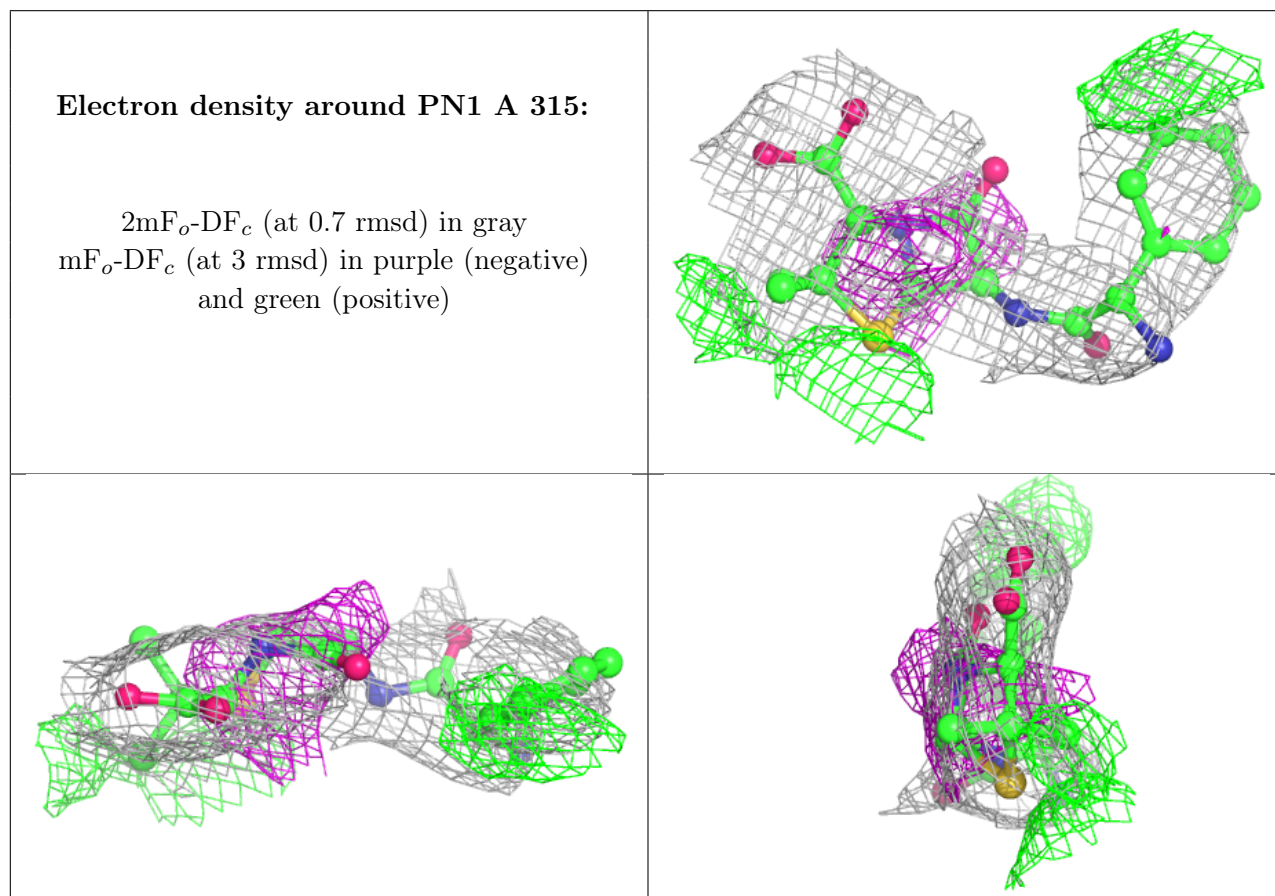 Electron density around PN1 A 315:
2mFₒ-DF𝒸 (at 0.7 rmsd) in gray
mFₒ-DF𝒸 (at 3 rmsd) in purple (negative)
and green (positive)